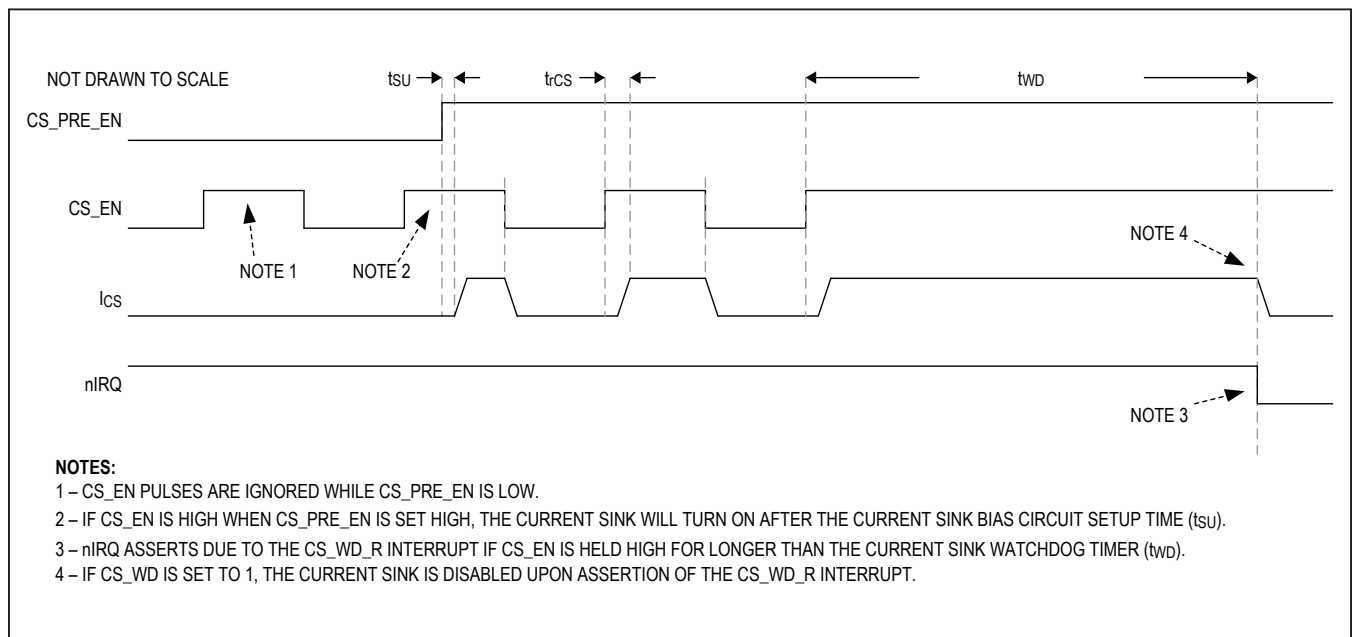 NOT DRAWN TO SCALE
tSU
trCS
tWD
CS_PRE_EN
CS_EN
NOTE 1
NOTE 2
NOTE 4
ICS
nIRQ
NOTE 3
NOTES:
1 – CS_EN PULSES ARE IGNORED WHILE CS_PRE_EN IS LOW.
2 – IF CS_EN IS HIGH WHEN CS_PRE_EN IS SET HIGH, THE CURRENT SINK WILL TURN ON AFTER THE CURRENT SINK BIAS CIRCUIT SETUP TIME (tSU).
3 – nIRQ ASSERTS DUE TO THE CS_WD_R INTERRUPT IF CS_EN IS HELD HIGH FOR LONGER THAN THE CURRENT SINK WATCHDOG TIMER (tWD).
4 – IF CS_WD IS SET TO 1, THE CURRENT SINK IS DISABLED UPON ASSERTION OF THE CS_WD_R INTERRUPT.